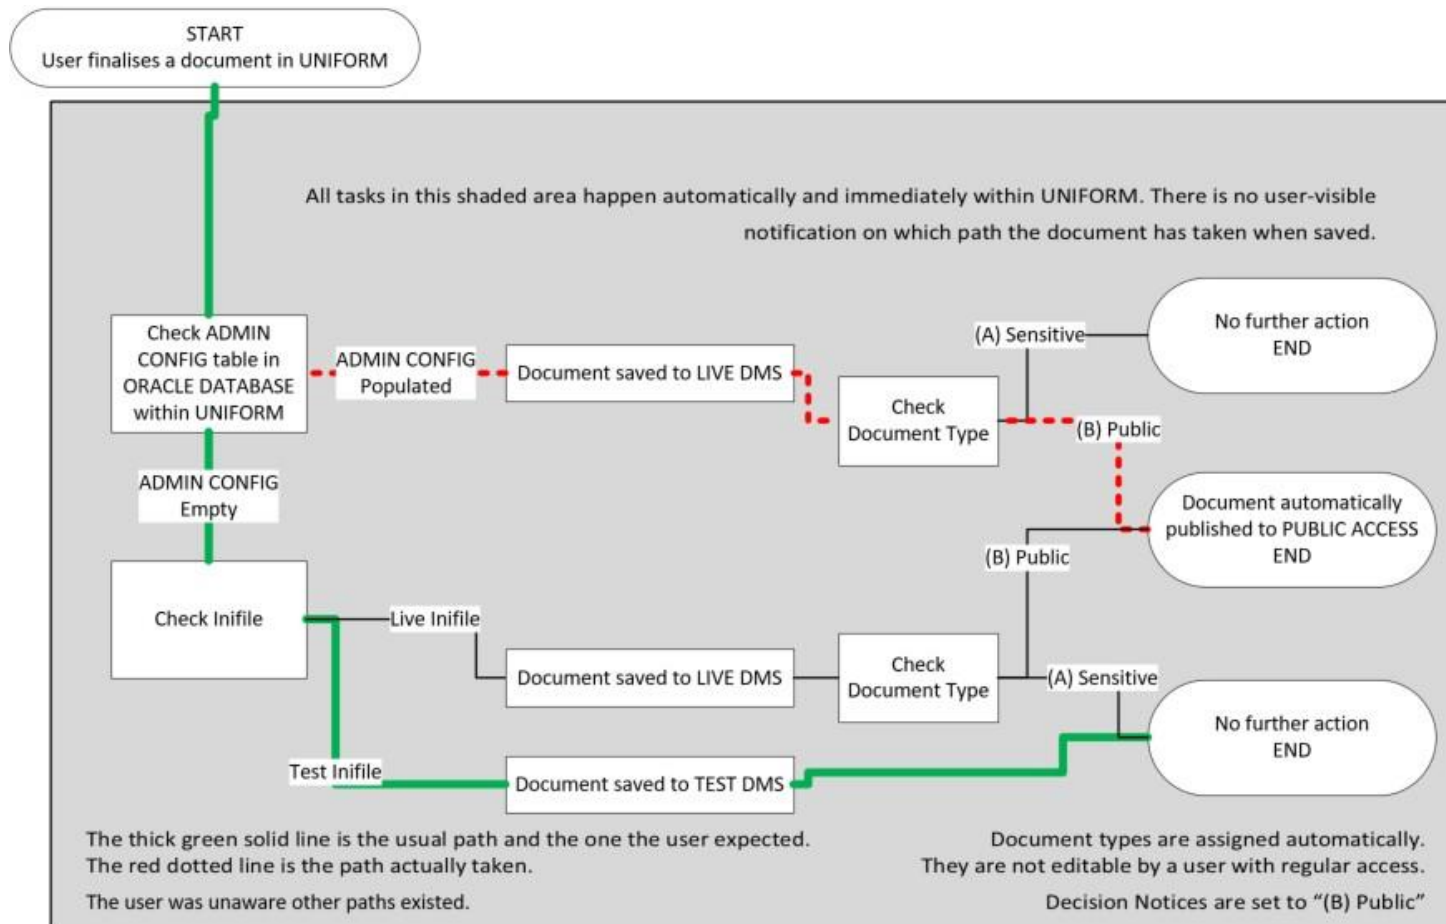 START
User finalises a document in UNIFORM
All tasks in this shaded area happen automatically and immediately within UNIFORM. There is no user-visible
notification on which path the document has taken when saved.
Check ADMIN
CONFIG table in
ORACLE DATABASE
within UNIFORM
ADMIN CONFIG
Populated
Document saved to LIVE DMS
Check
Document Type
(A) Sensitive
No further action
END
(B) Public
Document automatically
published to PUBLIC ACCESS
END
ADMIN CONFIG
Empty
Check Inifile
Live Inifile
Document saved to LIVE DMS
Check
Document Type
(B) Public
(A) Sensitive
No further action
END
Test Inifile
Document saved to TEST DMS
The thick green solid line is the usual path and the one the user expected.
The red dotted line is the path actually taken.
The user was unaware other paths existed.
Document types are assigned automatically.
They are not editable by a user with regular access.
Decision Notices are set to “(B) Public”